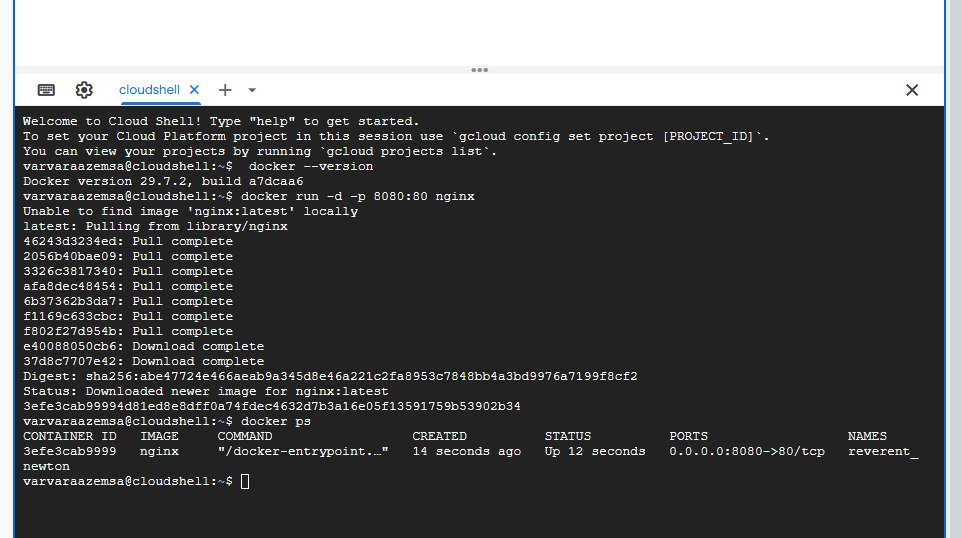 cloudshell
Welcome to Cloud Shell! Type "help" to get started.
To set your Cloud Platform project in this session use `gcloud config set project [PROJECT_ID]`.
You can view your projects by running `gcloud projects list`.
varvaraazemsa@cloudshell:~$  docker --version
Docker version 29.7.2, build a7dcaa6
varvaraazemsa@cloudshell:~$ docker run -d -p 8080:80 nginx
Unable to find image 'nginx:latest' locally
latest: Pulling from library/nginx
46243d3234ed: Pull complete
2056b40bae09: Pull complete
3326c3817340: Pull complete
afa8dec48454: Pull complete
6b37362b3da7: Pull complete
f1169c633cbc: Pull complete
f802f27d954b: Pull complete
e40088050cb6: Download complete
37d8c7707e42: Download complete
Digest: sha256:abe47724e466aeab9a345d8e46a221c2fa8953c7848bb4a3bd9976a7199f8cf2
Status: Downloaded newer image for nginx:latest
3efe3cab99994d81ed8e8dff0a74fdec4632d7b3a16e05f13591759b53902b34
varvaraazemsa@cloudshell:~$ docker ps
CONTAINER ID   IMAGE     COMMAND                  CREATED          STATUS          PORTS                  NAMES
3efe3cab9999   nginx     "/docker-entrypoint.…"   14 seconds ago   Up 12 seconds   0.0.0.0:8080->80/tcp   reverent_
newton
varvaraazemsa@cloudshell:~$